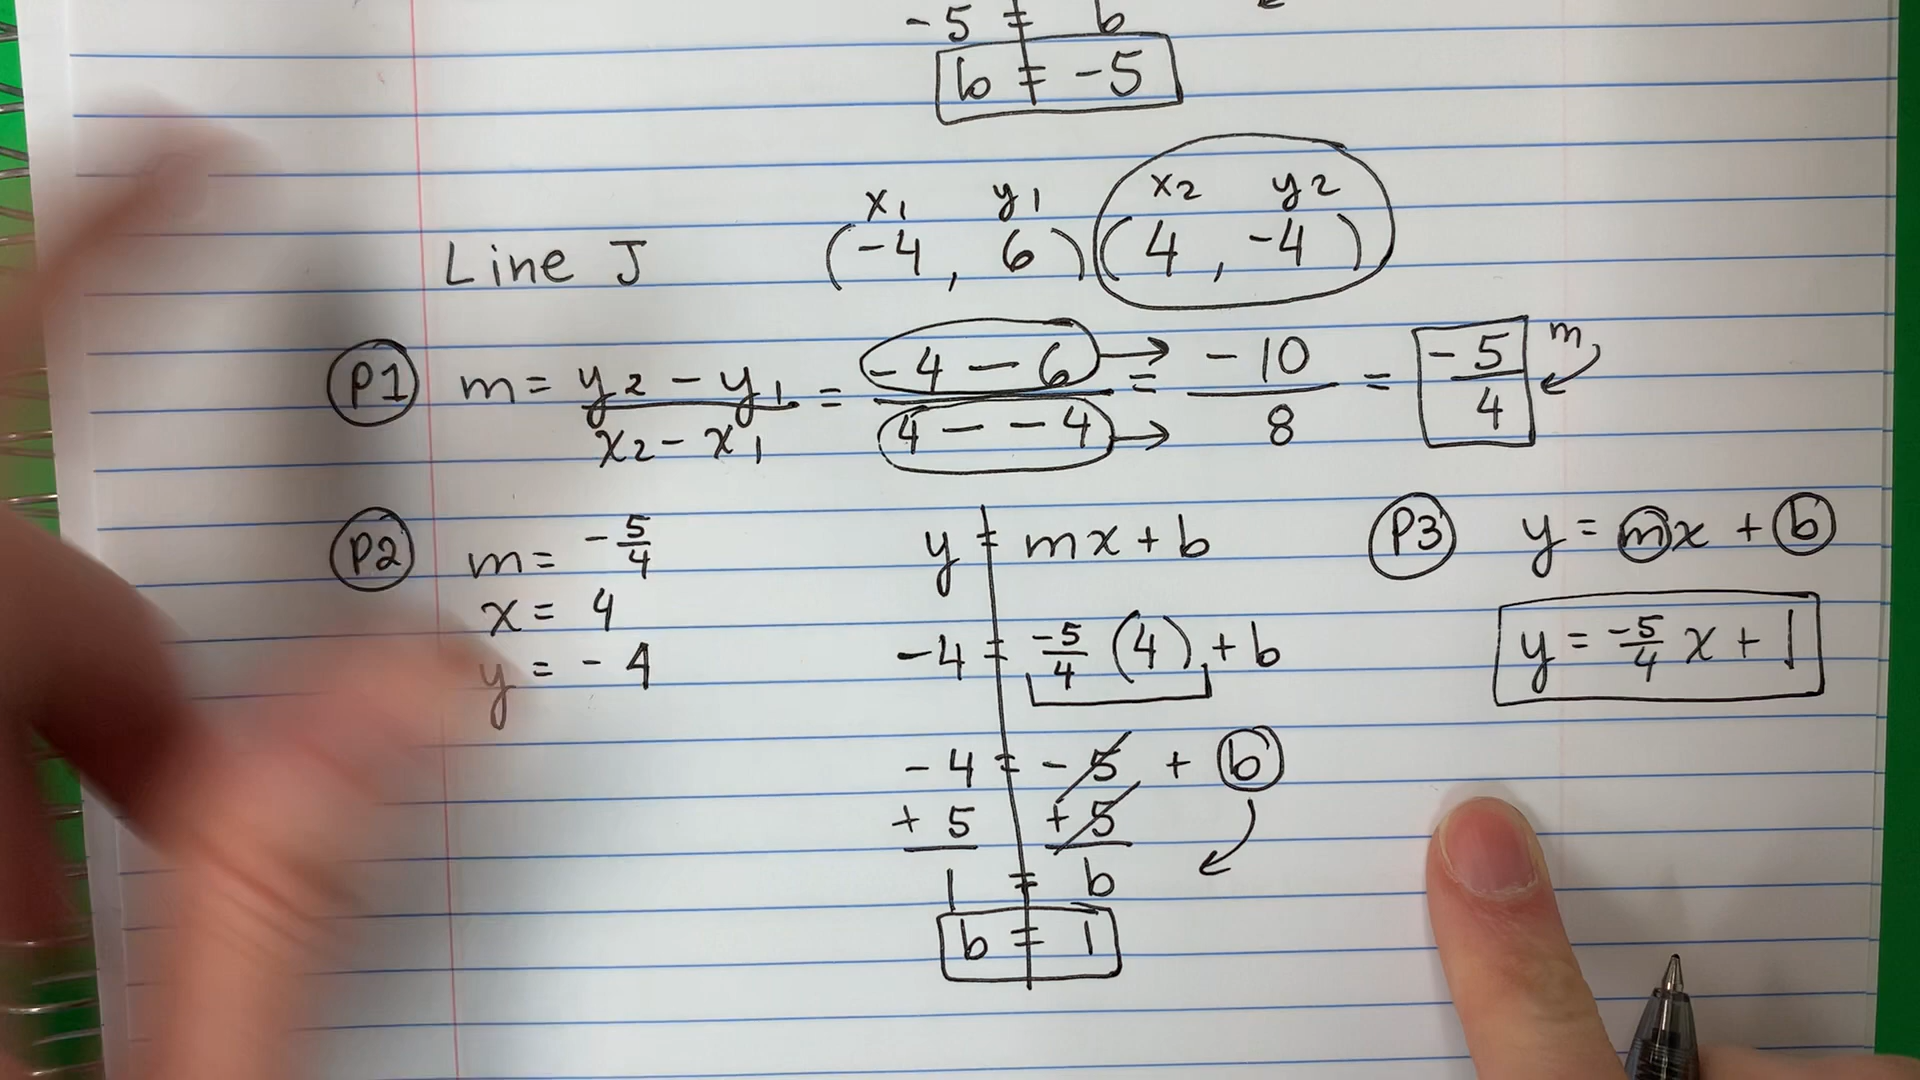 -5 = b
b = -5
x1 y1 x2 y2
Line J (-4, 6) (4, -4)
P1 m = y2 - y1 / x2 - x1 = -4 - 6 / 4 - - 4 = -10 / 8 = -5/4 m
P2 m = -5/4
x = 4
y = -4
y = mx + b
-4 = -5/4 (4) + b
-4 = -5 + b
+5 +5
1 = b
b = 1
P3 y = mx + b
y = -5/4 x + 1